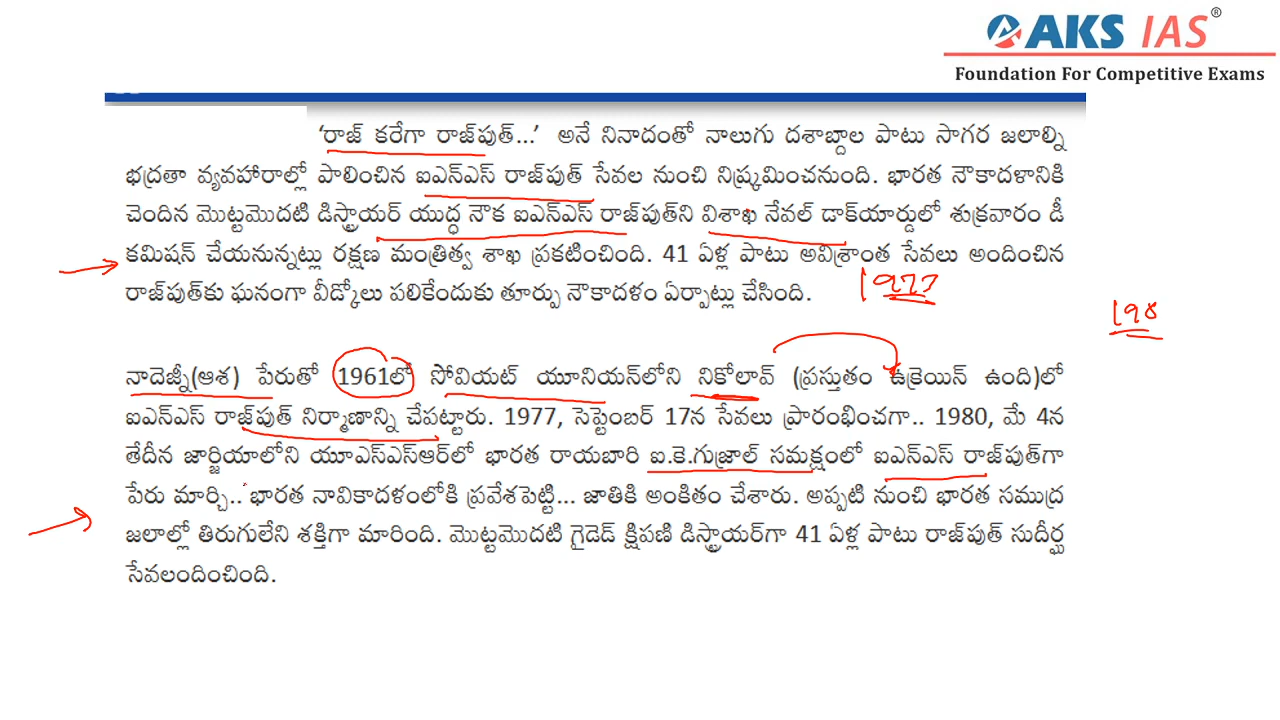 AKS IAS®
Foundation For Competitive Exams
‘రాజ్ కరేగా రాజ్‌పుత్...’ అనే నినాదంతో నాలుగు దశాబ్దాల పాటు సాగర జలాల్ని
భద్రతా వ్యవహారాల్లో పాలించిన ఐఎన్ఎస్ రాజ్‌పుత్ సేవల నుంచి నిష్క్రమించనుంది. భారత నౌకాదళానికి
చెందిన మొట్టమొదటి డిస్ట్రాయర్ యుద్ధ నౌక ఐఎన్ఎస్ రాజ్‌పుత్‌ని విశాఖ నేవల్ డాక్‌యార్డులో శుక్రవారం డీ
కమిషన్ చేయనున్నట్లు రక్షణ మంత్రిత్వ శాఖ ప్రకటించింది. 41 ఏళ్ల పాటు అవిశ్రాంత సేవలు అందించిన
రాజ్‌పుత్‌కు ఘనంగా వీడ్కోలు పలికేందుకు తూర్పు నౌకాదళం ఏర్పాట్లు చేసింది.
1977
198
నాదెజ్నీ(ఆశ) పేరుతో 1961లో సోవియట్ యూనియన్‌లోని నికోలావ్ (ప్రస్తుతం ఉక్రెయిన్ ఉంది)లో
ఐఎన్ఎస్ రాజ్‌పుత్ నిర్మాణాన్ని చేపట్టారు. 1977, సెప్టెంబర్ 17న సేవలు ప్రారంభించగా.. 1980, మే 4న
తేదీన జార్జియాలోని యూఎస్ఎస్ఆర్‌లో భారత రాయబారి ఐ.కె.గుజ్రాల్ సమక్షంలో ఐఎన్ఎస్ రాజ్‌పుత్‌గా
పేరు మార్చి.. భారత నావికాదళంలోకి ప్రవేశపెట్టి... జాతికి అంకితం చేశారు. అప్పటి నుంచి భారత సముద్ర
జలాల్లో తిరుగులేని శక్తిగా మారింది. మొట్టమొదటి గైడెడ్ క్షిపణి డిస్ట్రాయర్‌గా 41 ఏళ్ల పాటు రాజ్‌పుత్ సుదీర్ఘ
సేవలందించింది.